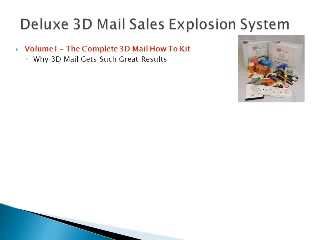 Deluxe 3D Mail Sales Explosion System
Volume I - The Complete 3D Mail How To Kit
Why 3D Mail Gets Such Great Results